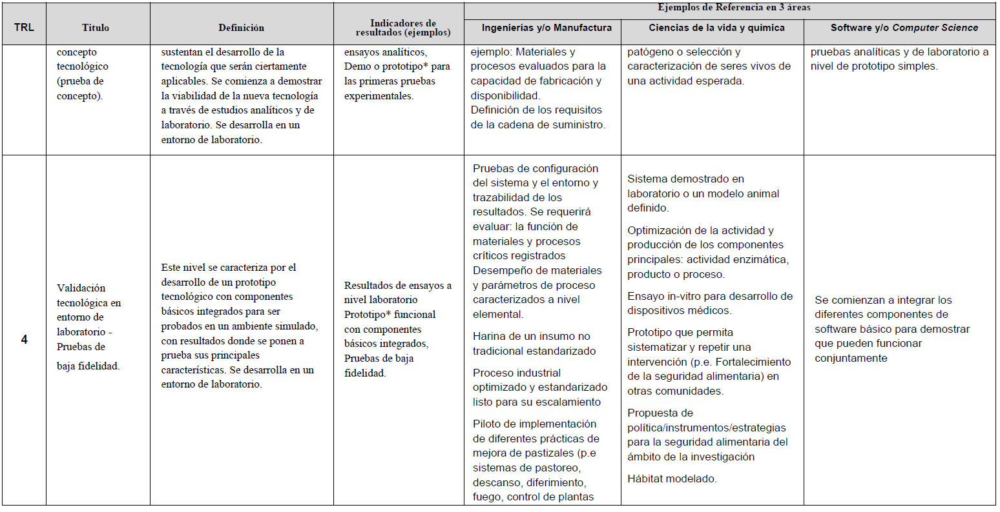 TRL
Titulo
Definición
Indicadores de
resultados (ejemplos)
Ejemplos de Referencia en 3 áreas
Ingenierías y/o Manufactura
Ciencias de la vida y química
Software y/o Computer Science
concepto
tecnológico
(prueba de
concepto).
sustentan el desarrollo de la
tecnología que serán ciertamente
aplicables. Se comienza a demostrar
la viabilidad de la nueva tecnología
a través de estudios analíticos y de
laboratorio. Se desarrolla en un
entorno de laboratorio.
ensayos analíticos,
Demo o prototipo* para
las primeras pruebas
experimentales.
ejemplo: Materiales y
procesos evaluados para la
capacidad de fabricación y
disponibilidad.
Definición de los requisitos
de la cadena de suministro.
patógeno o selección y
caracterización de seres vivos de
una actividad esperada.
pruebas analíticas y de laboratorio a
nivel de prototipo simples.
4
Validación
tecnológica en
entorno de
laboratorio -
Pruebas de
baja fidelidad.
Este nivel se caracteriza por el
desarrollo de un prototipo
tecnológico con componentes
básicos integrados para ser
probados en un ambiente simulado,
con resultados donde se ponen a
prueba sus principales
características. Se desarrolla en un
entorno de laboratorio.
Resultados de ensayos a
nivel laboratorio
Prototipo* funcional
con componentes
básicos integrados,
Pruebas de baja
fidelidad.
Pruebas de configuración
del sistema y el entorno y
trazabilidad de los
resultados. Se requerirá
evaluar: la función de
materiales y procesos
críticos registrados
Desempeño de materiales
y parámetros de proceso
caracterizados a nivel
elemental.
Harina de un insumo no
tradicional estandarizado
Proceso industrial
optimizado y estandarizado
listo para su escalamiento
Piloto de implementación
de diferentes prácticas de
mejora de pastizales (p.e
sistemas de pastoreo,
descanso, diferimiento,
fuego, control de plantas
Sistema demostrado en
laboratorio o un modelo animal
definido.
Optimización de la actividad y
producción de los componentes
principales: actividad enzimática,
producto o proceso.
Ensayo in-vitro para desarrollo de
dispositivos médicos.
Prototipo que permita
sistematizar y repetir una
intervención (p.e. Fortalecimiento
de la seguridad alimentaria) en
otras comunidades.
Propuesta de
política/instrumentos/estrategias
para la seguridad alimentaria del
ámbito de la investigación
Hábitat modelado.
Se comienzan a integrar los
diferentes componentes de
software básico para demostrar
que pueden funcionar
conjuntamente